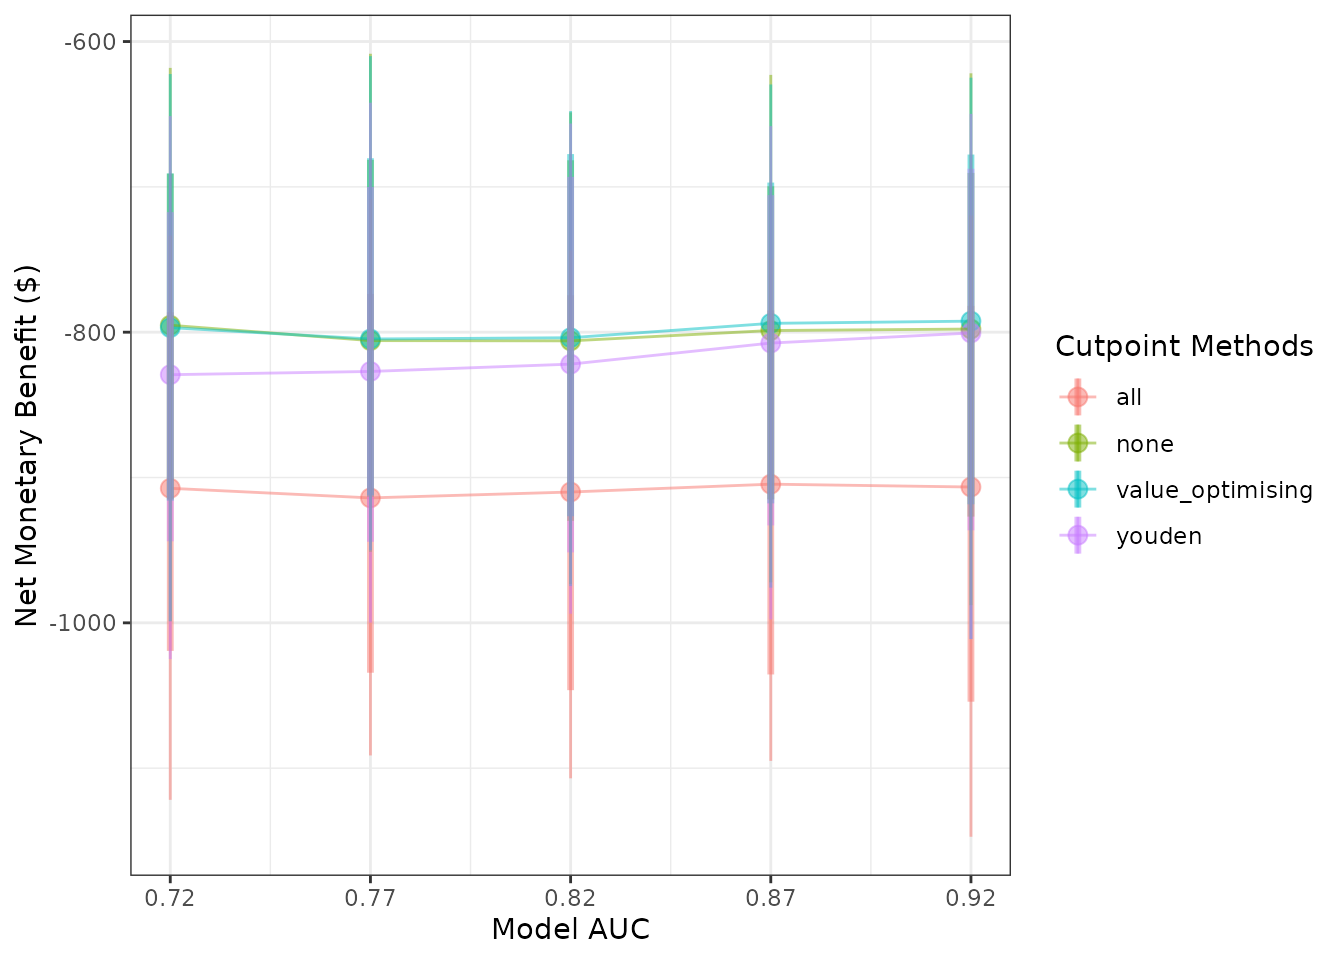 -600
-800
-1000
Net Monetary Benefit ($)
0.72 0.77 0.82 0.87 0.92
Model AUC
Cutpoint Methods
all
none
value_optimising
youden